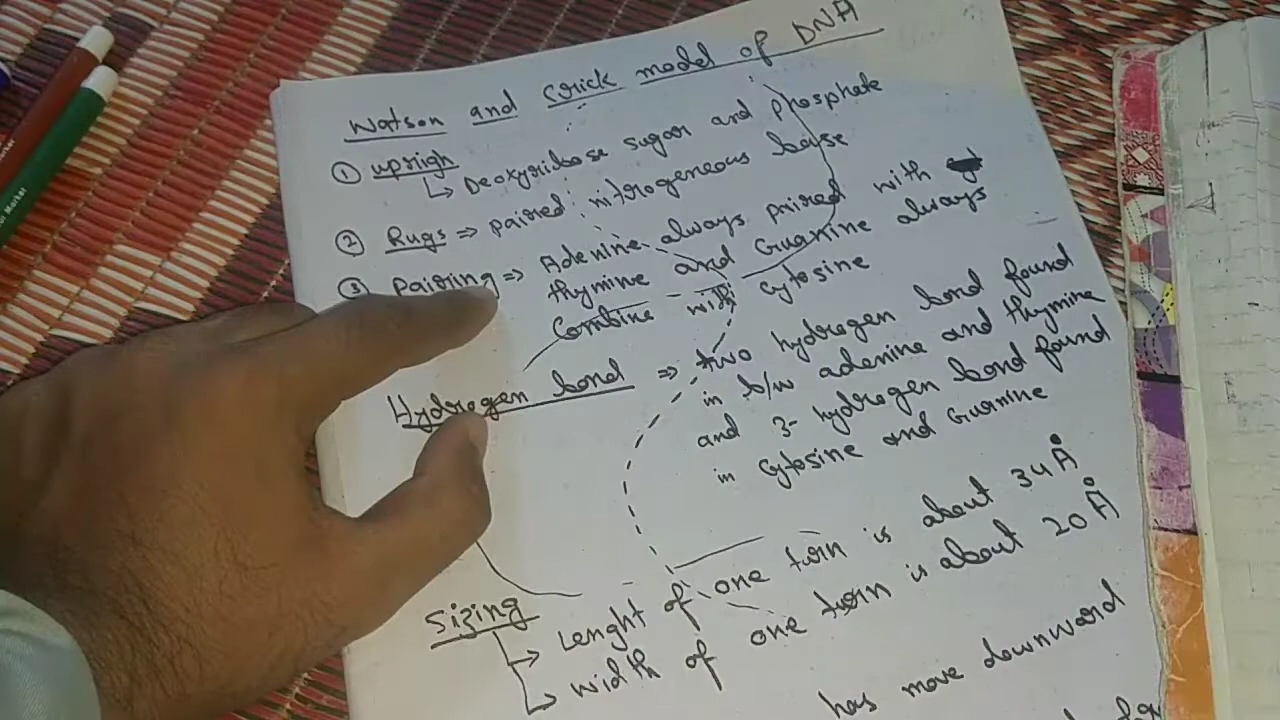 Watson and Crick model of DNA
① uprigh
↳ Deoxyribose sugar and phosphate
② Rugs ⇒ paired nitrogeneous base
③ Pairing ⇒ Adenine always paired with
thymine and Guanine always
Combine with Cytosine
Hydrogen bond ⇒ two hydrogen bond found
in b/w adenine and thymine
and 3- hydrogen bond found
in Cytosine and Guanine
Sizing
↳ Lenght of one turn is about 34 Å
↳ width of one turn is about 20 Å
has move downward
Marker